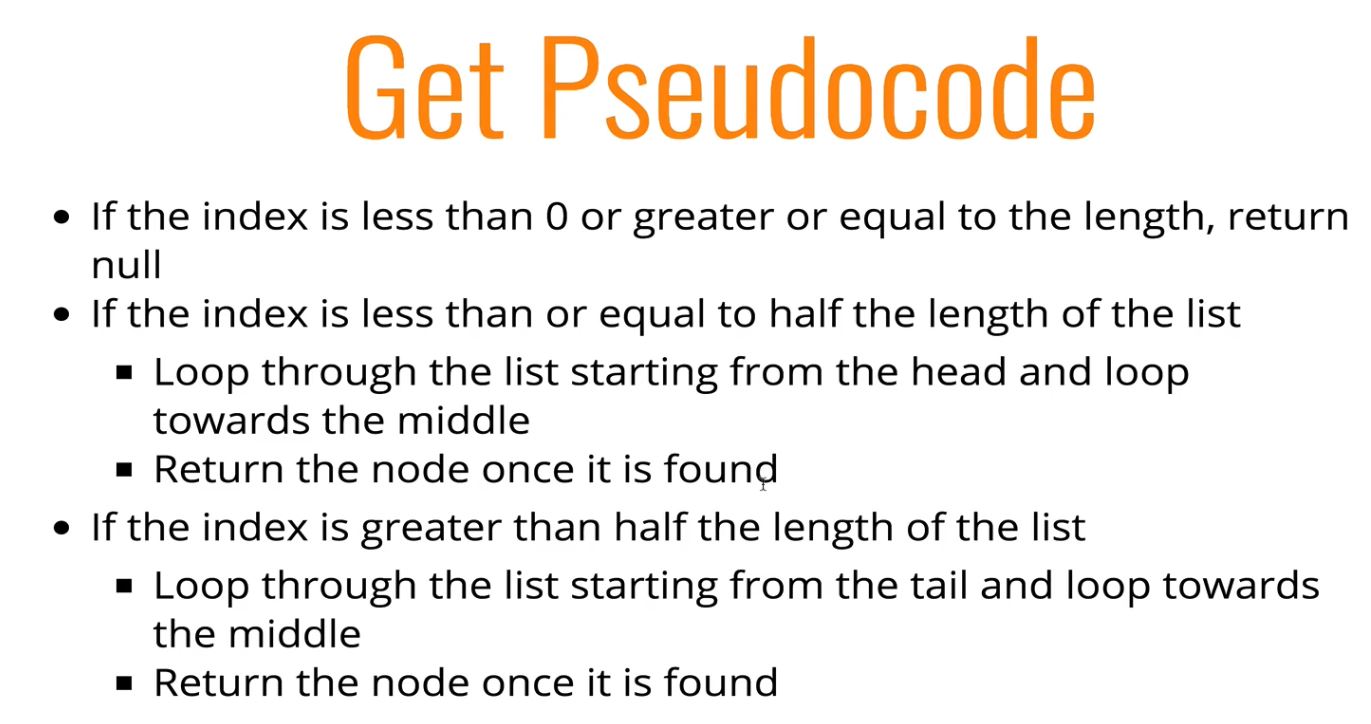 Get Pseudocode
• If the index is less than 0 or greater or equal to the length, return
null
• If the index is less than or equal to half the length of the list
▪ Loop through the list starting from the head and loop
towards the middle
▪ Return the node once it is found
• If the index is greater than half the length of the list
▪ Loop through the list starting from the tail and loop towards
the middle
▪ Return the node once it is found